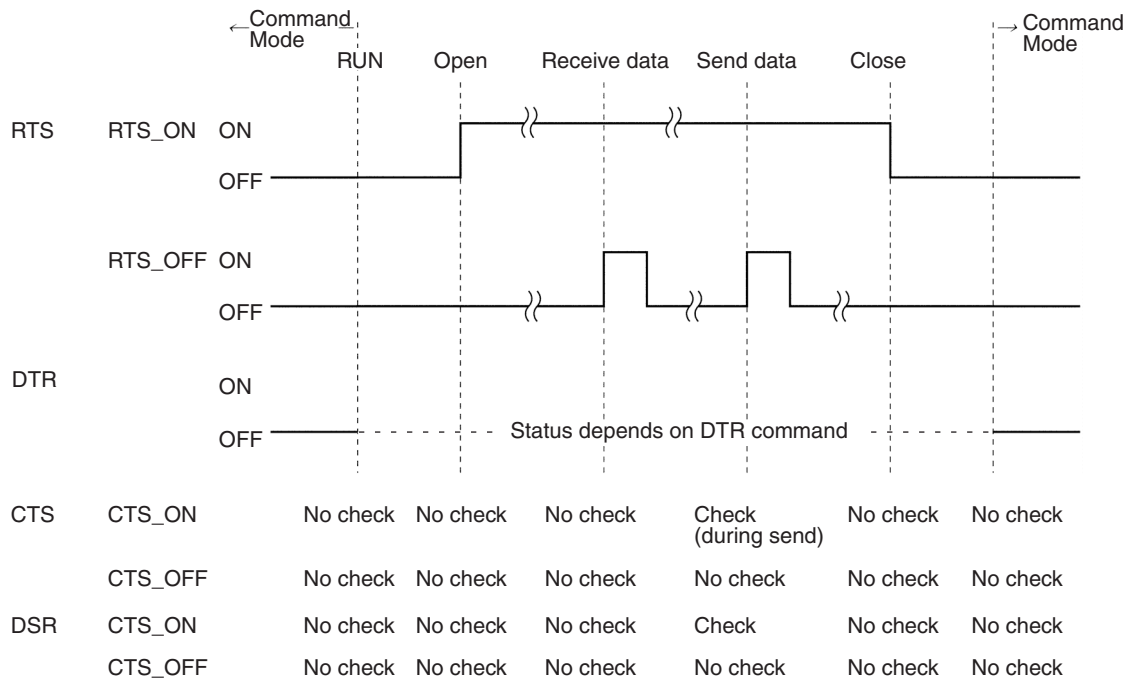 ← Command Mode
→ Command Mode
RUN Open Receive data Send data Close
RTS RTS_ON ON
OFF
RTS_OFF ON
OFF
DTR ON
OFF Status depends on DTR command
CTS CTS_ON No check No check No check Check (during send) No check No check
CTS_OFF No check No check No check No check No check No check
DSR CTS_ON No check No check No check Check No check No check
CTS_OFF No check No check No check No check No check No check